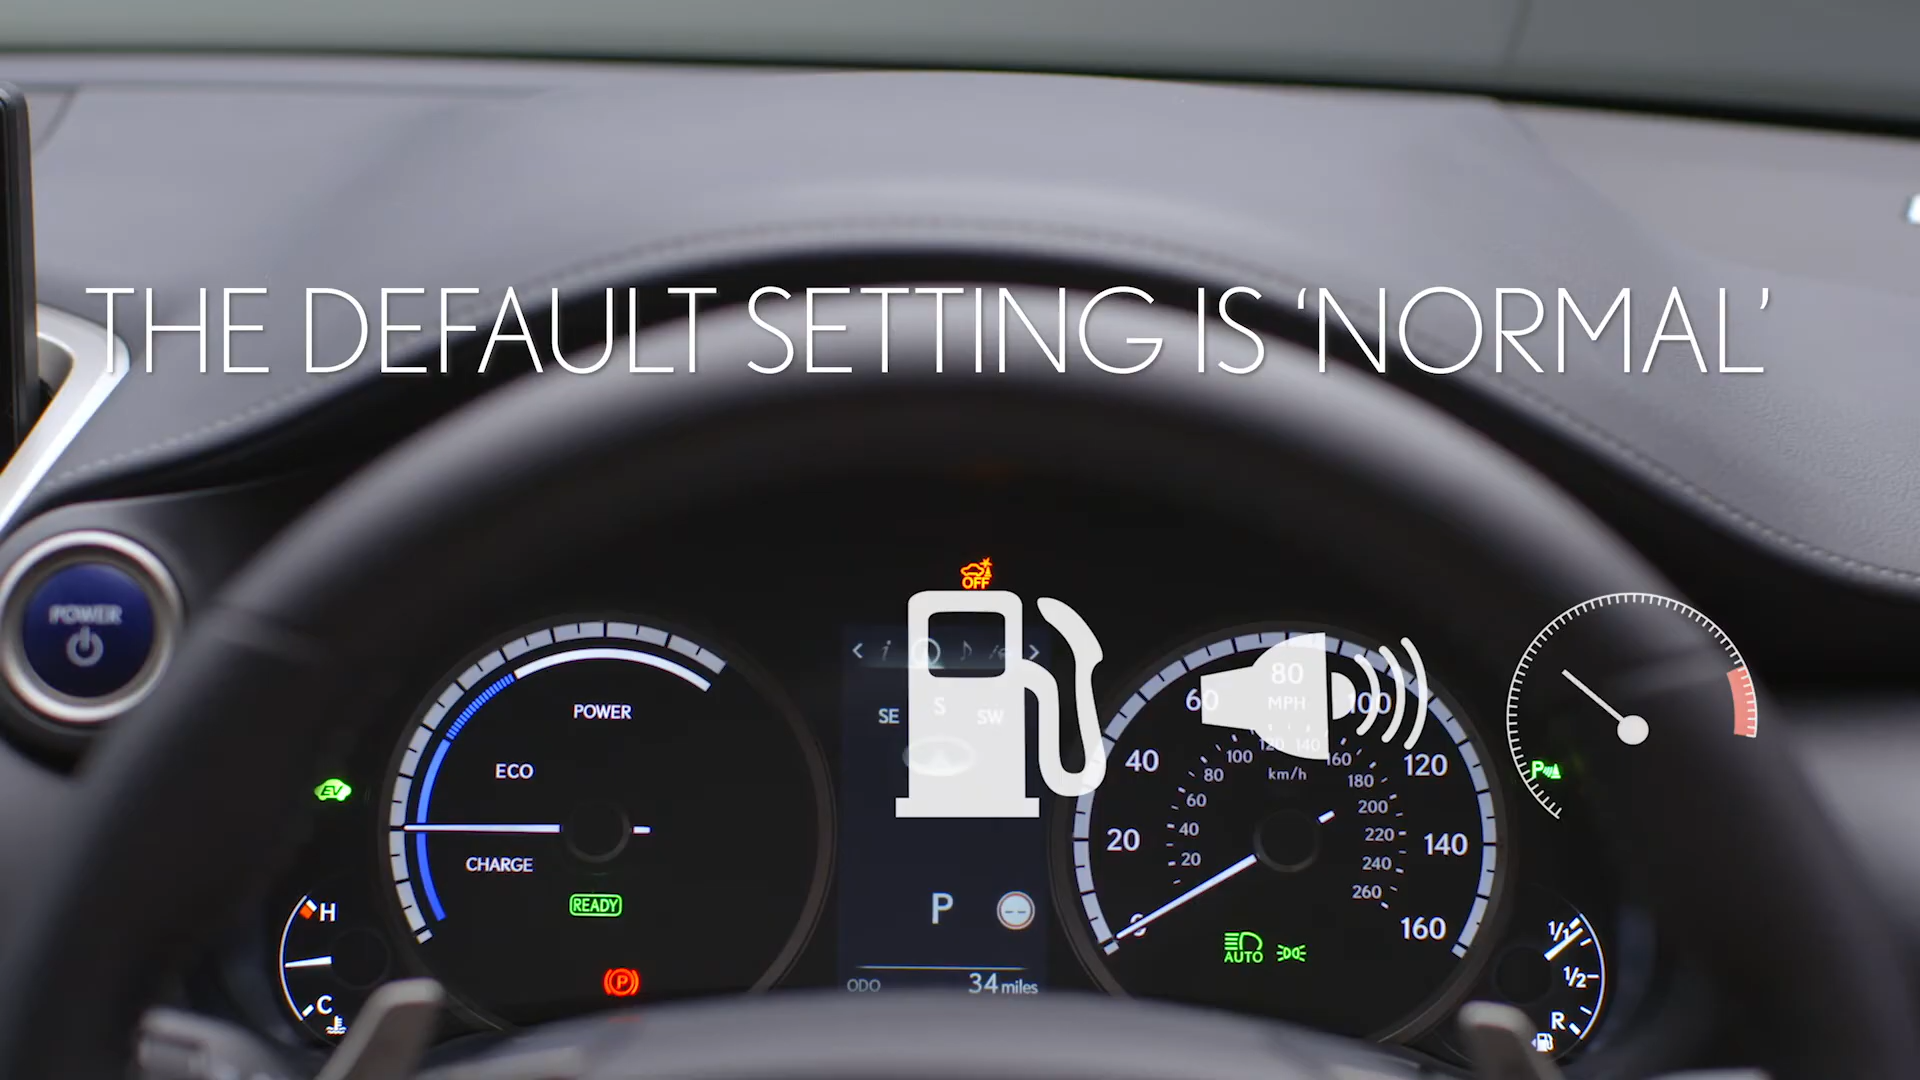 THE DEFAULT SETTING IS ‘NORMAL’
OFF
POWER
SE S SW
80
MPH
60 100
40 120
20 140
0 160
100 120 140 160
80 180
60 200
40 220
20 240
260
km/h
POWER
ECO
CHARGE
EV
READY
P
P
P
AUTO
H
C
1/1
1/2
R
ODO 34 miles